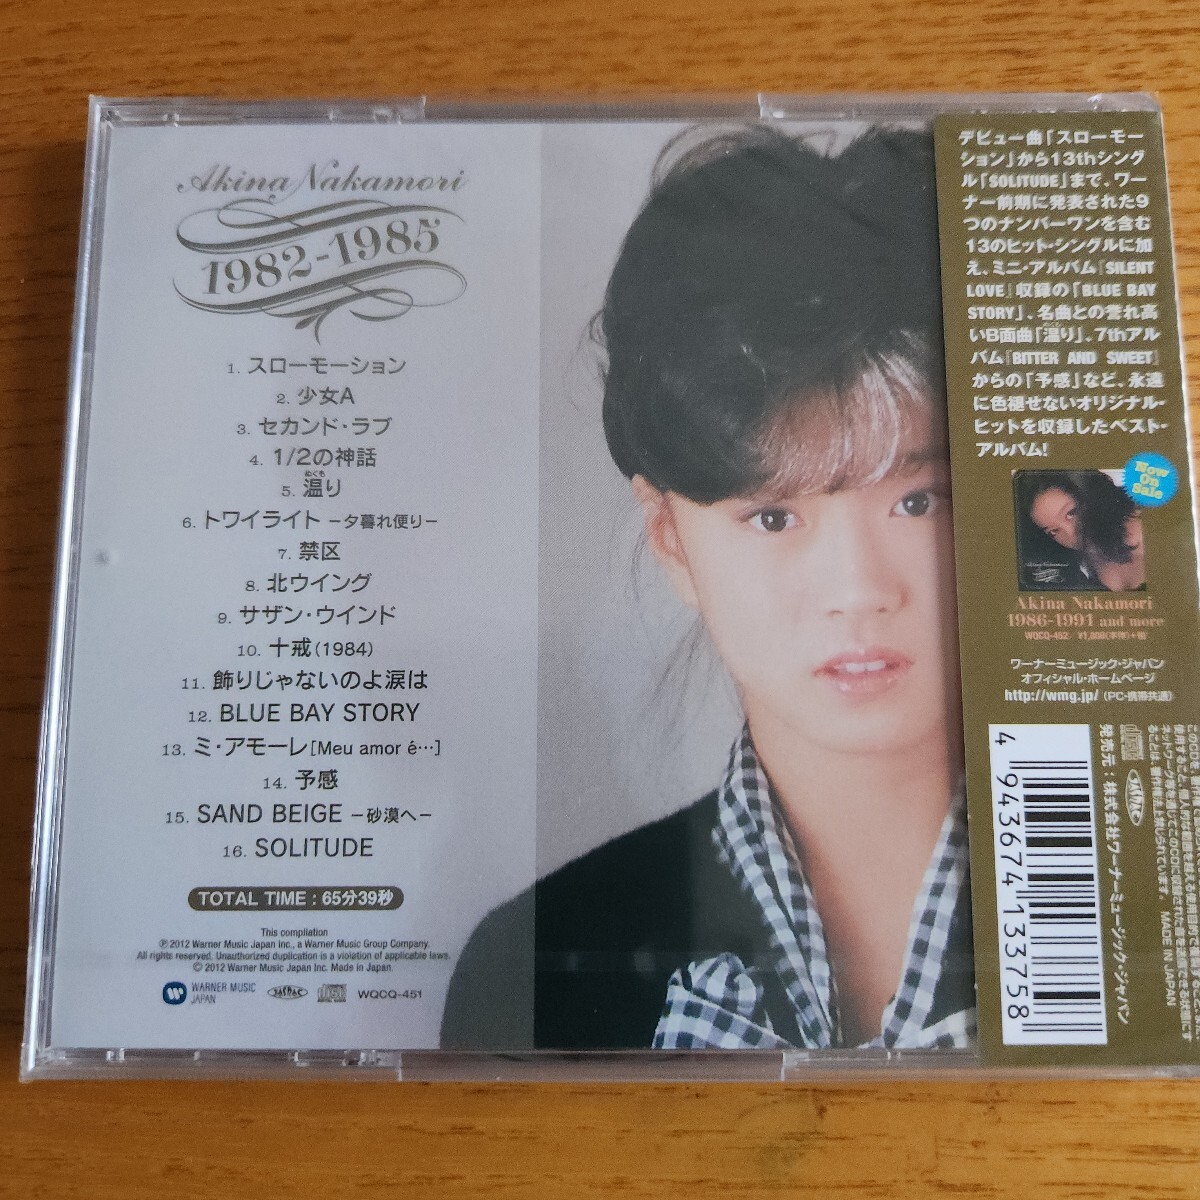 Akina Nakamori
1982-1985
1. スローモーション
2. 少女A
3. セカンド・ラブ
4. 1/2の神話
ぬくも
5. 温り
6. トワイライト －夕暮れ便り－
7. 禁区
8. 北ウイング
9. サザン・ウインド
10. 十戒(1984)
11. 飾りじゃないのよ涙は
12. BLUE BAY STORY
13. ミ・アモーレ[Meu amor é…]
14. 予感
15. SAND BEIGE －砂漠へ－
16. SOLITUDE
TOTAL TIME : 65分39秒
This compilation
℗2012 Warner Music Japan Inc., a Warner Music Group Company.
All rights reserved. Unauthorized duplication is a violation of applicable laws.
© 2012 Warner Music Japan Inc. Made in Japan.
WARNER MUSIC
JAPAN
WQCQ-451
デビュー曲「スローモー
ション」から13thシング
ル「SOLITUDE」まで、ワー
ナー前期に発表された9
つのナンバーワンを含む
13のヒット・シングルに加
え、ミニ・アルバム『SILENT
LOVE』収録の「BLUE BAY
STORY」、名曲との誉れ高
いB面曲「温り」、7thアル
バム『BITTER AND SWEET』
からの「予感」など、永遠
に色褪せないオリジナル・
ヒットを収録したベスト・
アルバム!
Now
On
Sale
Akina Nakamori
Akina Nakamori
1986-1991 and more
WQCQ-452
ワーナーミュージック・ジャパン
オフィシャル・ホームページ
http://wmg.jp/ (PC・携帯共通)
4 943674 133758
発売元：株式会社ワーナーミュージック・ジャパン
MADE IN JAPAN